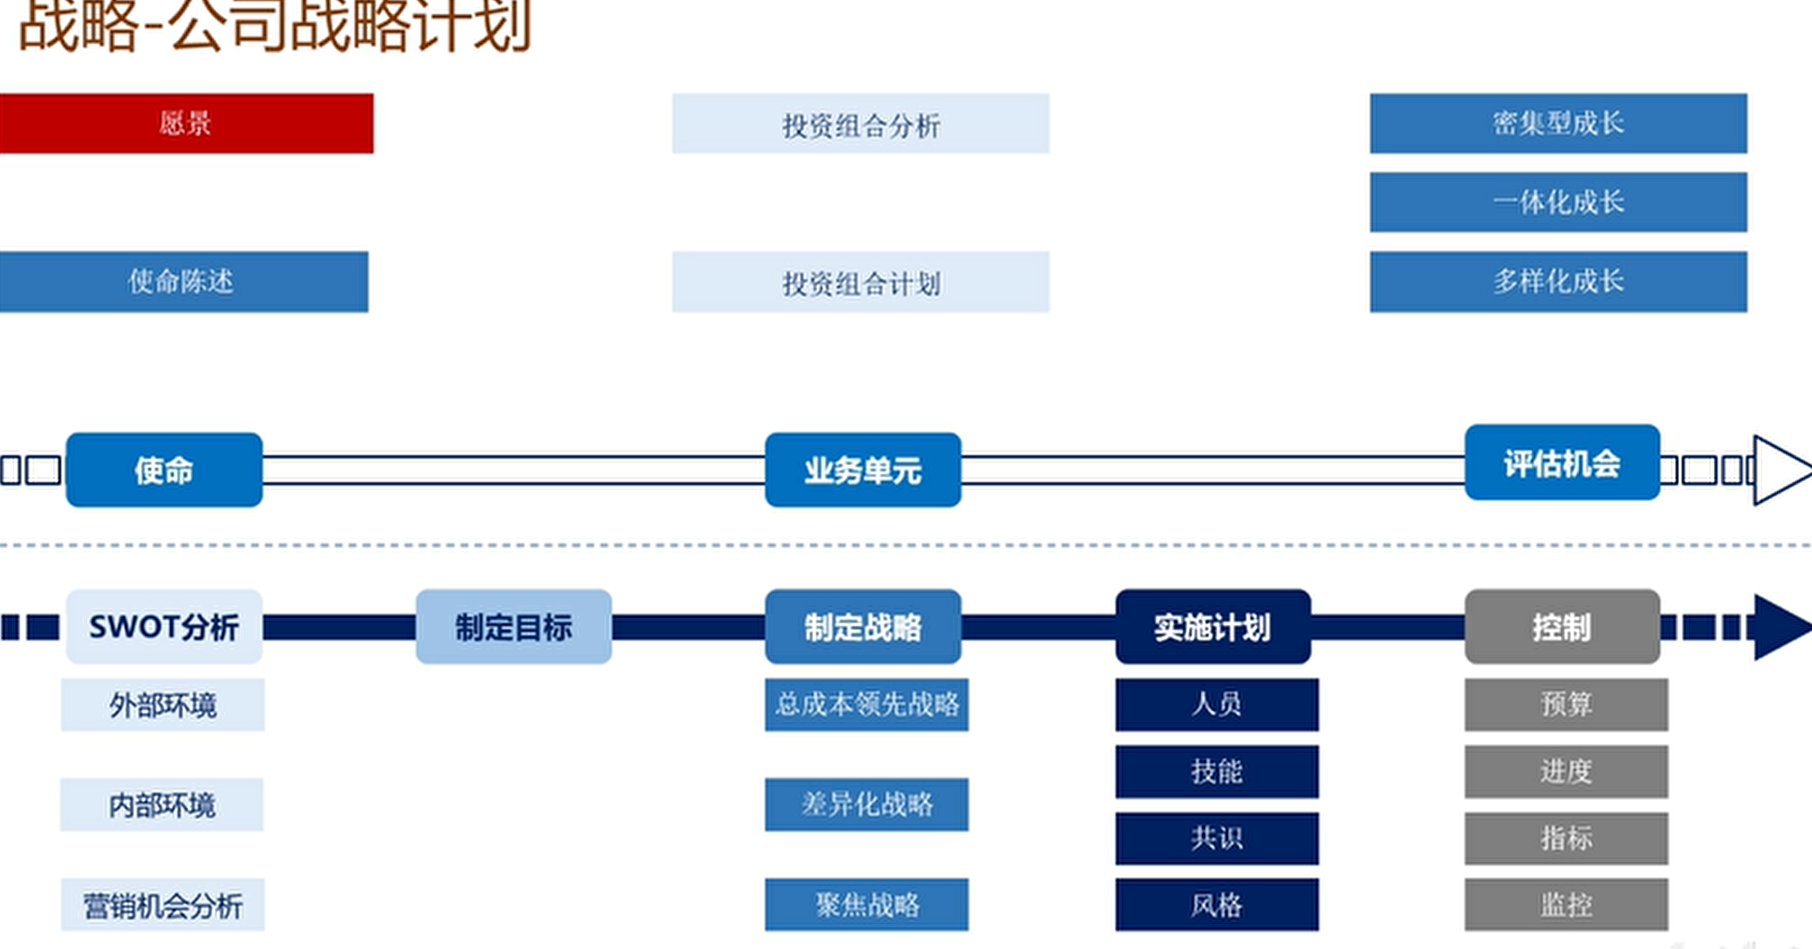 战略-公司战略计划
愿景
投资组合分析
密集型成长
一体化成长
使命陈述
投资组合计划
多样化成长
使命
业务单元
评估机会
SWOT分析
制定目标
制定战略
实施计划
控制
外部环境
总成本领先战略
人员
预算
技能
进度
内部环境
差异化战略
共识
指标
营销机会分析
聚焦战略
风格
监控